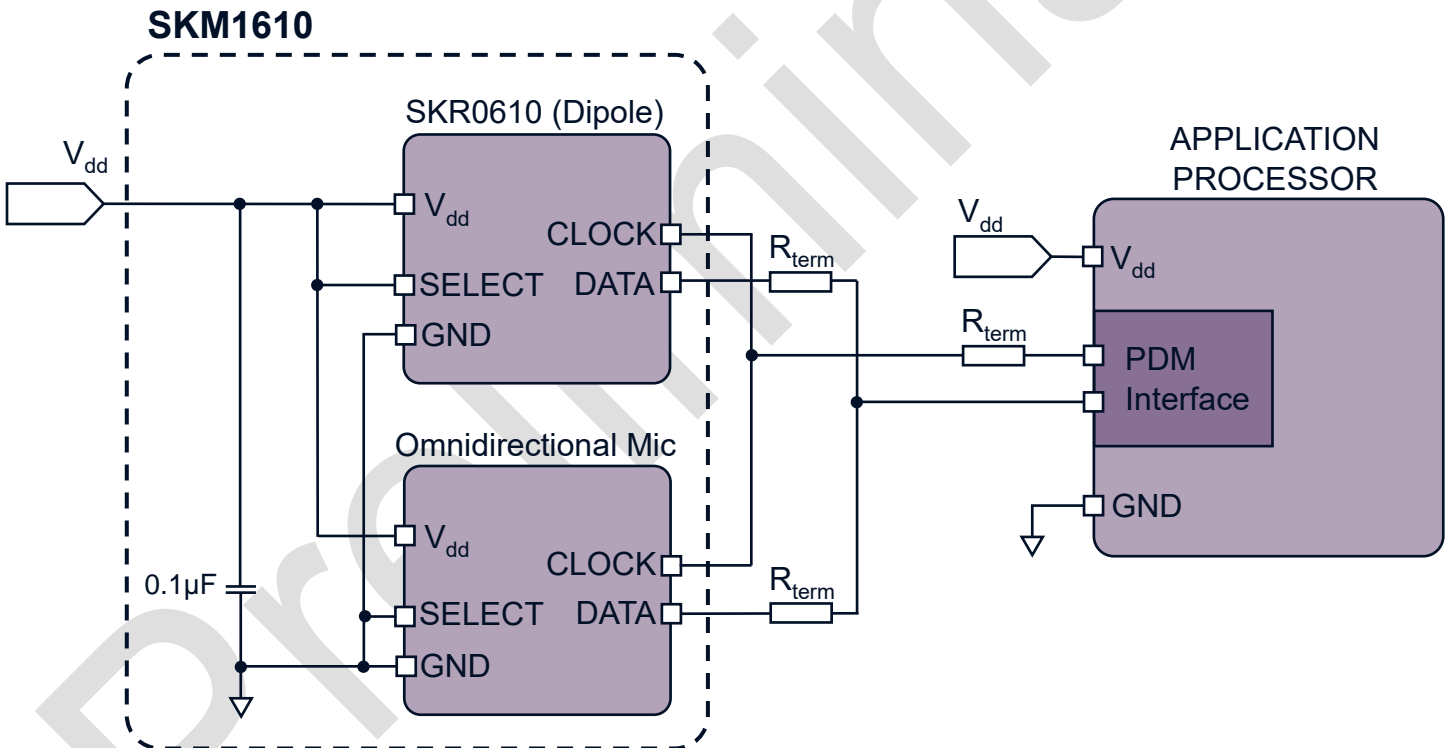 SKM1610
SKR0610 (Dipole)
Vdd
Vdd
CLOCK
SELECT
DATA
GND
Omnidirectional Mic
Vdd
CLOCK
0.1µF
SELECT
DATA
GND
Rterm
Rterm
Rterm
APPLICATION
PROCESSOR
Vdd
Vdd
PDM
Interface
GND